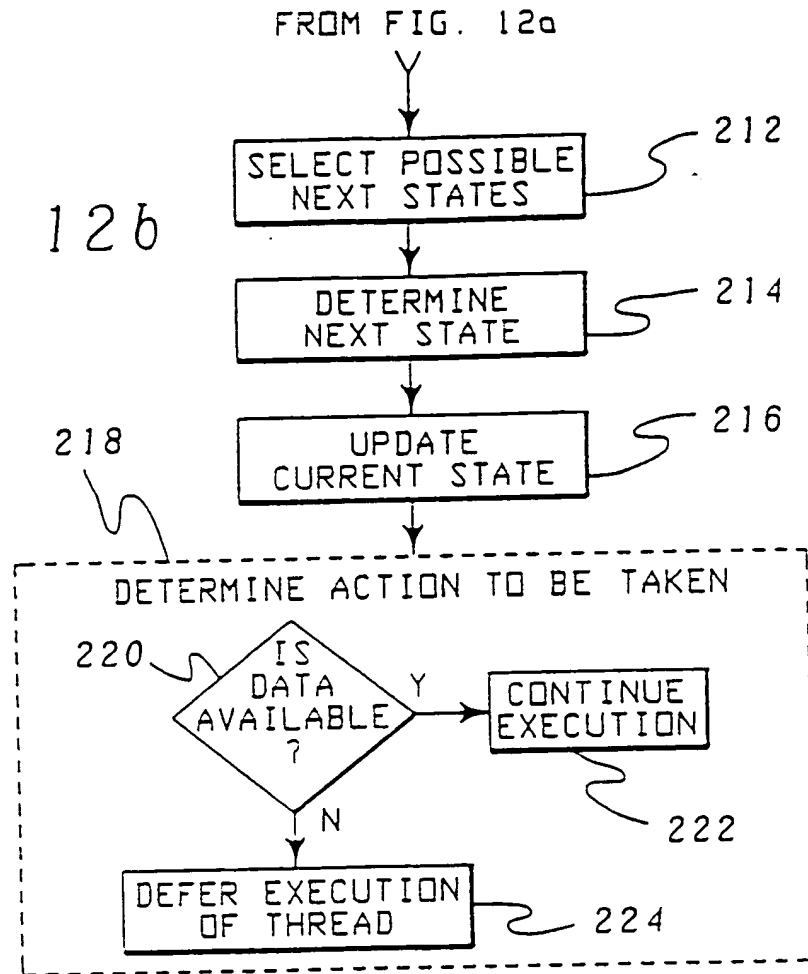 FROM FIG. 12a
212
SELECT POSSIBLE
NEXT STATES
12b
214
DETERMINE
NEXT STATE
216
UPDATE
CURRENT STATE
218
DETERMINE ACTION TO BE TAKEN
220
IS
DATA
AVAILABLE
?
Y
CONTINUE
EXECUTION
222
N
DEFER EXECUTION
OF THREAD
224